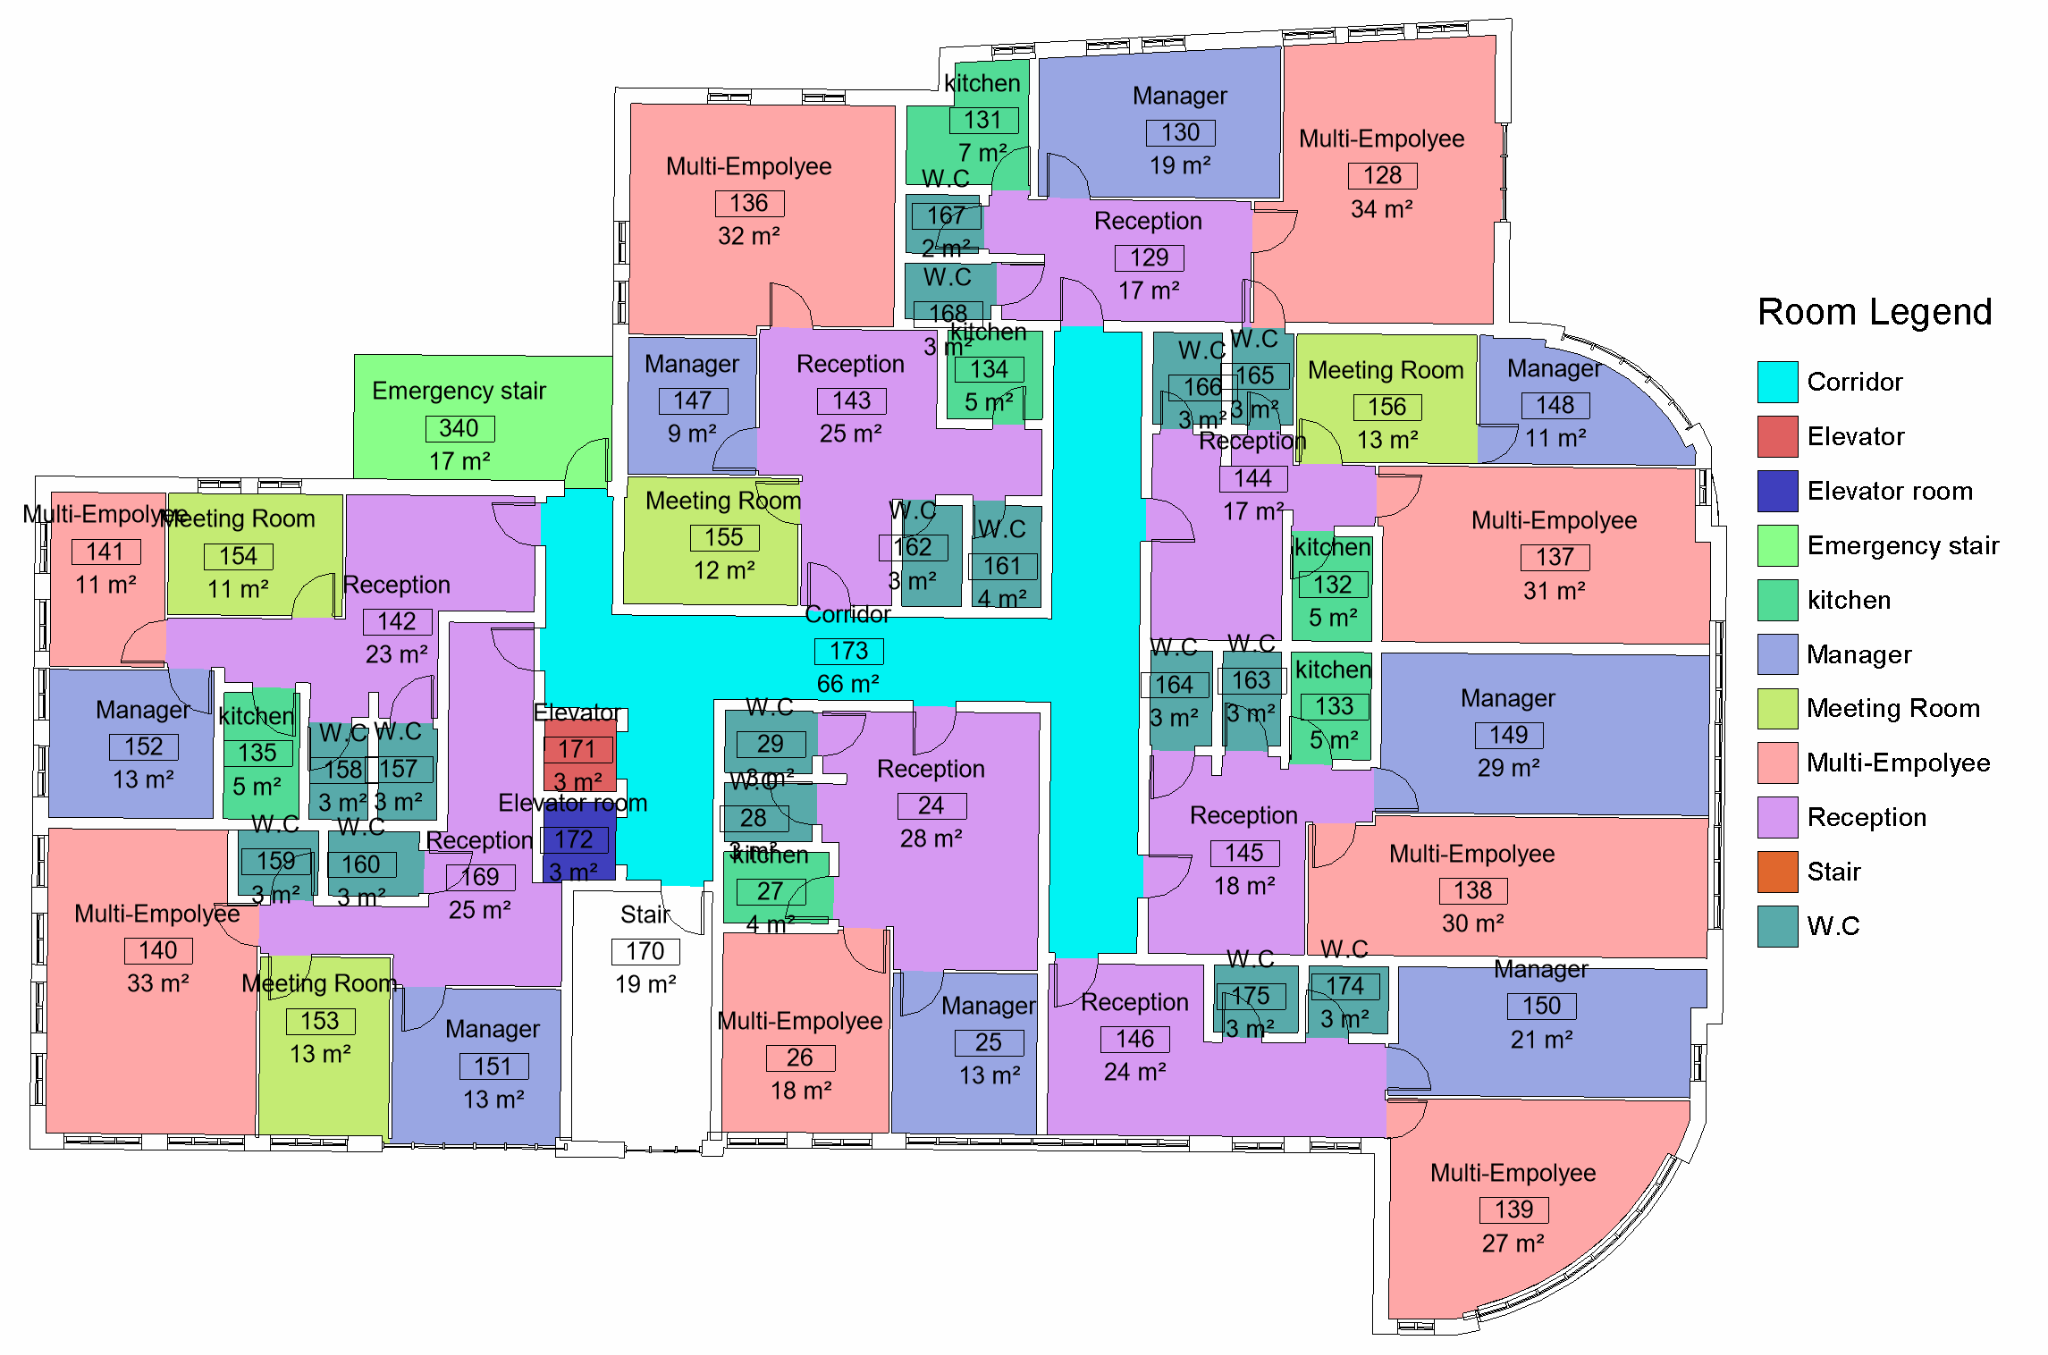 kitchen
131
7 m²
Manager
130
19 m²
Multi-Empolyee
128
34 m²
Multi-Empolyee
136
32 m²
W.C
167
2 m²
Reception
129
17 m²
W.C
168
3 m²
Emergency stair
340
17 m²
Manager
147
9 m²
Reception
143
25 m²
kitchen
134
5 m²
W.C
166
3 m²
W.C
165
3 m²
Meeting Room
156
13 m²
Manager
148
11 m²
Reception
144
17 m²
Multi-Empolyee
141
11 m²
Meeting Room
154
11 m²
Reception
142
23 m²
Meeting Room
155
12 m²
W.C
162
3 m²
W.C
161
4 m²
kitchen
132
5 m²
Multi-Empolyee
137
31 m²
Corridor
173
66 m²
Manager
152
13 m²
kitchen
135
5 m²
W.C
158
3 m²
W.C
157
3 m²
Elevator
171
3 m²
Elevator room
172
3 m²
W.C
29
3 m²
W.C
28
3 m²
kitchen
27
4 m²
Reception
24
28 m²
W.C
164
3 m²
W.C
163
3 m²
kitchen
133
5 m²
Manager
149
29 m²
Reception
145
18 m²
Multi-Empolyee
138
30 m²
W.C
159
3 m²
W.C
160
3 m²
Reception
169
25 m²
Multi-Empolyee
140
33 m²
Meeting Room
153
13 m²
Manager
151
13 m²
Stair
170
19 m²
Multi-Empolyee
26
18 m²
Manager
25
13 m²
Reception
146
24 m²
W.C
175
3 m²
W.C
174
3 m²
Manager
150
21 m²
Multi-Empolyee
139
27 m²
Room Legend
Corridor
Elevator
Elevator room
Emergency stair
kitchen
Manager
Meeting Room
Multi-Empolyee
Reception
Stair
W.C